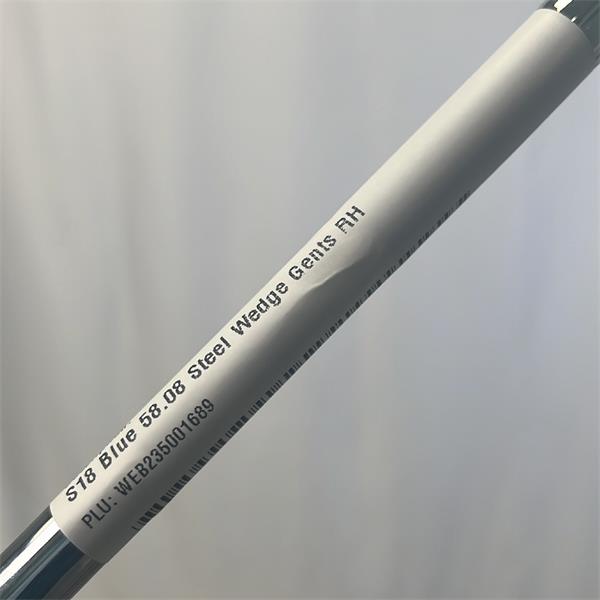 S18 Blue 58.08 Steel Wedge Gents RH
PLU: WEB235001689